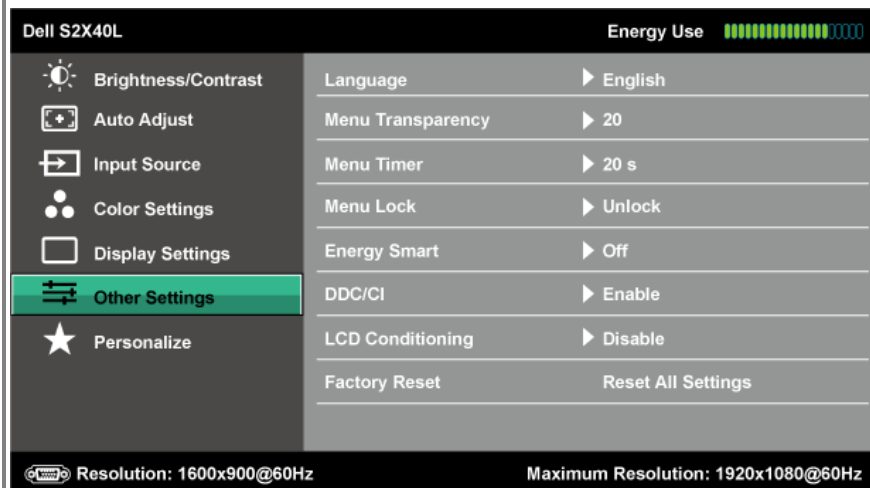 Dell S2X40L Energy Use
Brightness/Contrast
Auto Adjust
Input Source
Color Settings
Display Settings
Other Settings
Personalize
Language English
Menu Transparency 20
Menu Timer 20 s
Menu Lock Unlock
Energy Smart Off
DDC/CI Enable
LCD Conditioning Disable
Factory Reset Reset All Settings
Resolution: 1600x900@60Hz Maximum Resolution: 1920x1080@60Hz